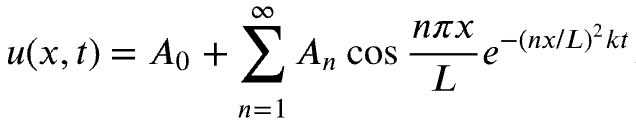 u(x, t) = A_0 + \sum_{n=1}^{\infty} A_n \cos \frac{n\pi x}{L} e^{-(nx/L)^2 kt}